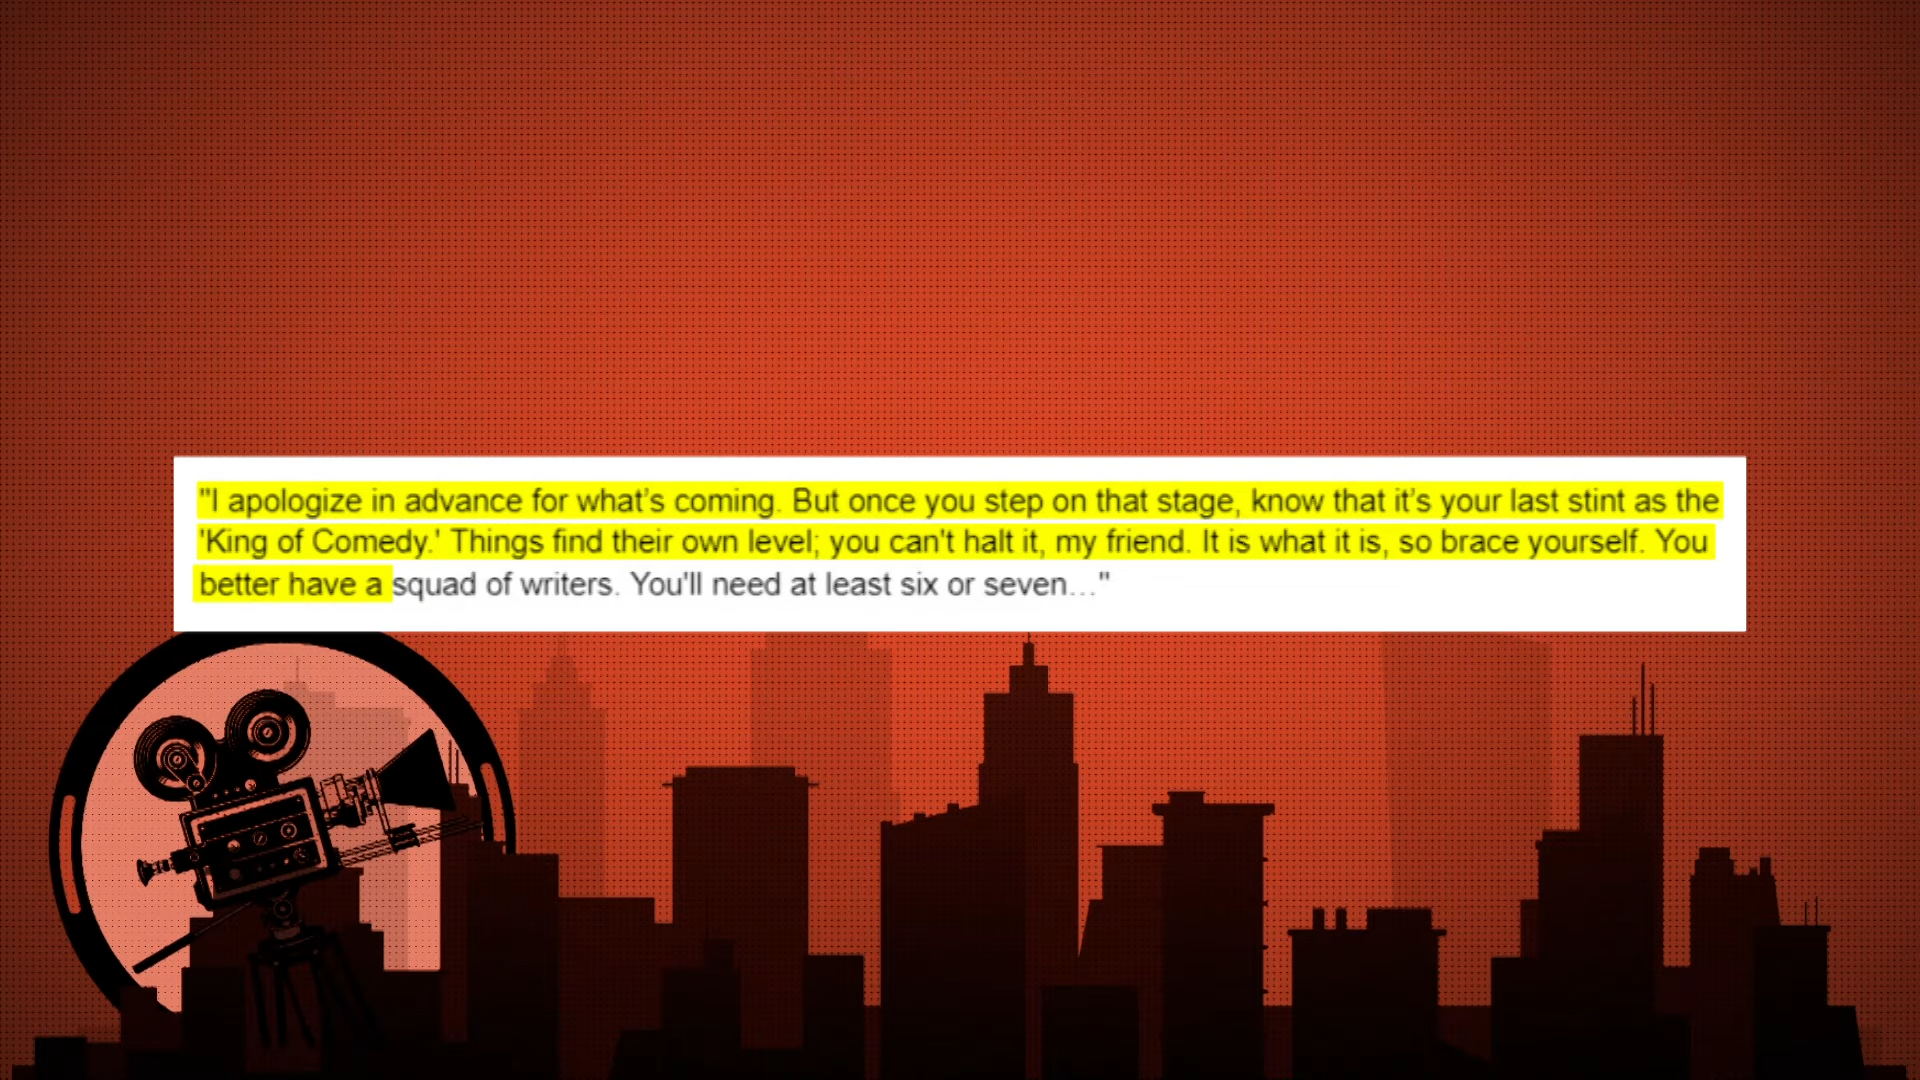 "I apologize in advance for what's coming. But once you step on that stage, know that it's your last stint as the
'King of Comedy.' Things find their own level; you can't halt it, my friend. It is what it is, so brace yourself. You
better have a squad of writers. You'll need at least six or seven…"